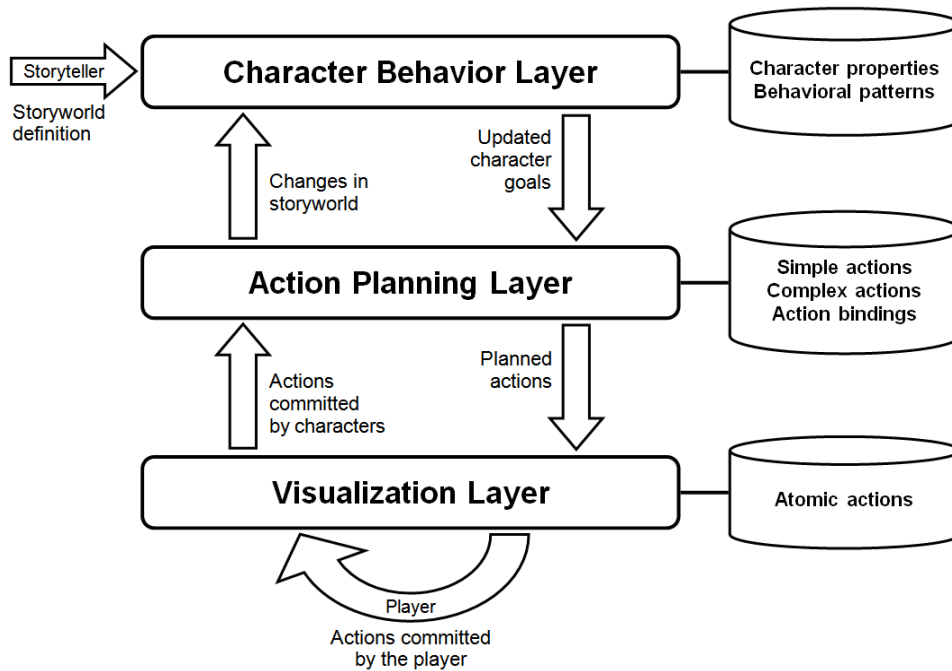 Storyteller
Storyworld
definition
Character Behavior Layer
Character properties
Behavioral patterns
Changes in
storyworld
Updated
character
goals
Action Planning Layer
Simple actions
Complex actions
Action bindings
Actions
committed
by characters
Planned
actions
Visualization Layer
Atomic actions
Player
Actions committed
by the player